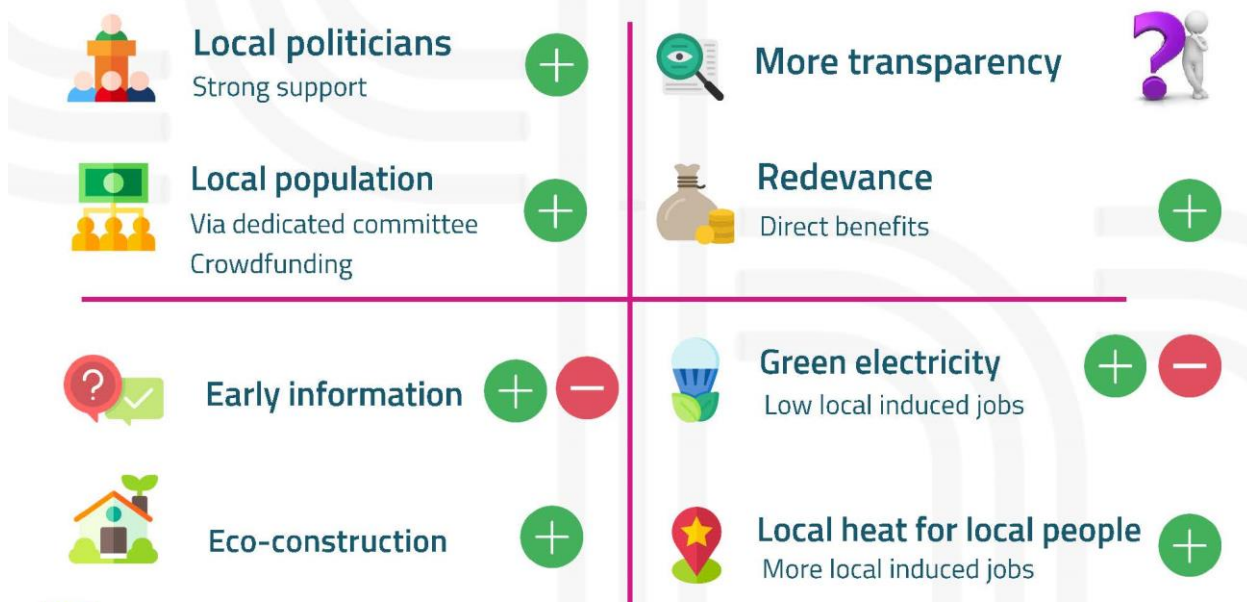 Local politicians
Strong support
Local population
Via dedicated committee
Crowdfunding
More transparency
Redevance
Direct benefits
Early information
Eco-construction
Green electricity
Low local induced jobs
Local heat for local people
More local induced jobs